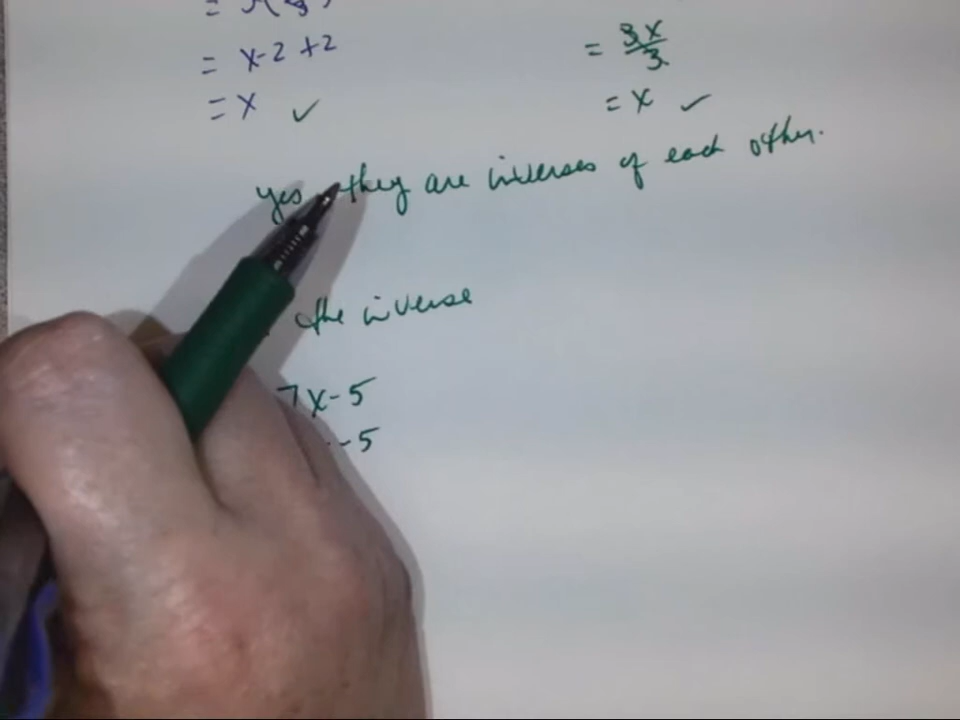 = x-2+2
= x ✓
= 3x/3
= x ✓
yes they are inverses of each other.
the inverse
7x-5
-5